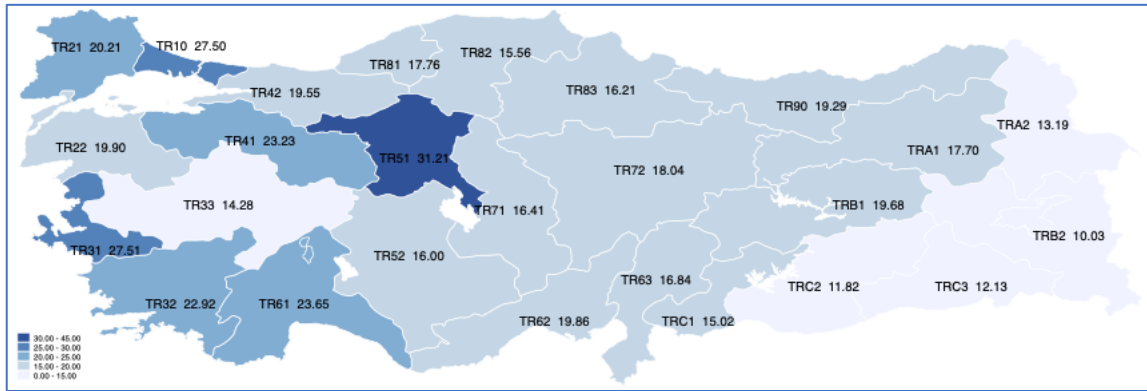 TR21 20.21
TR10 27.50
TR81 17.76
TR82 15.56
TR42 19.55
TR83 16.21
TR90 19.29
TRA2 13.19
TR22 19.90
TR41 23.23
TR51 31.21
TR72 18.04
TRA1 17.70
TR33 14.28
TR71 16.41
TRB1 19.68
TRB2 10.03
TR31 27.51
TR52 16.00
TR63 16.84
TRC2 11.82
TRC3 12.13
TR32 22.92
TR61 23.65
TR62 19.86
TRC1 15.02
30.00 - 45.00
25.00 - 30.00
20.00 - 25.00
15.00 - 20.00
0.00 - 15.00